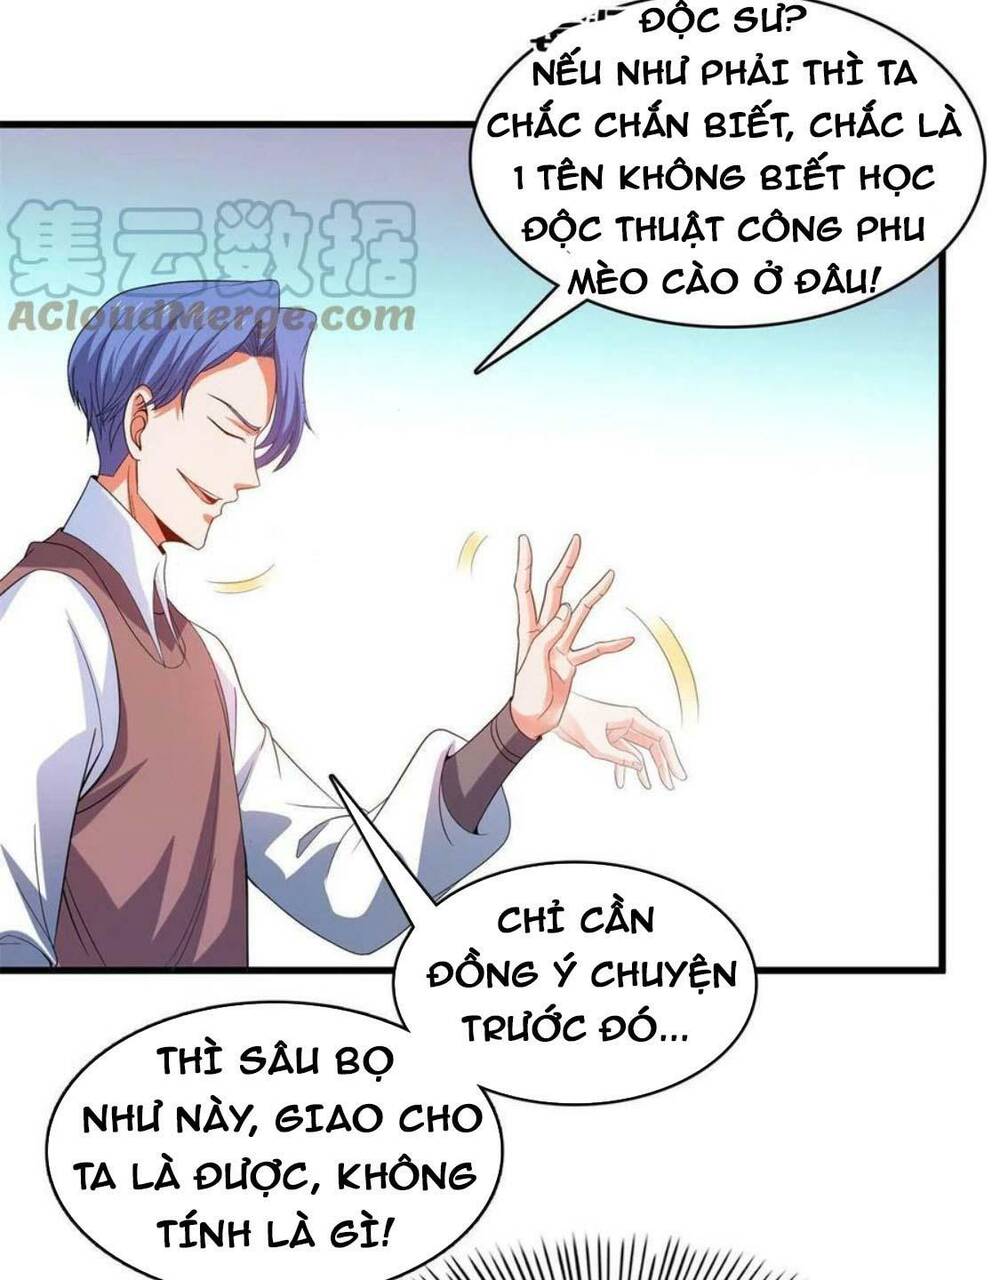 ĐỘC SƯ?
NẾU NHƯ PHẢI THÌ TA
CHẮC CHẮN BIẾT, CHẮC LÀ
1 TÊN KHÔNG BIẾT HỌC
ĐỘC THUẬT CÔNG PHU
MÈO CÀO Ở ĐÂU!
集云数据
ACloudMerge.com
CHỈ CẦN
ĐỒNG Ý CHUYỆN
TRƯỚC ĐÓ...
THÌ SÂU BỌ
NHƯ NÀY, GIAO CHO
TA LÀ ĐƯỢC, KHÔNG
TÍNH LÀ GÌ!